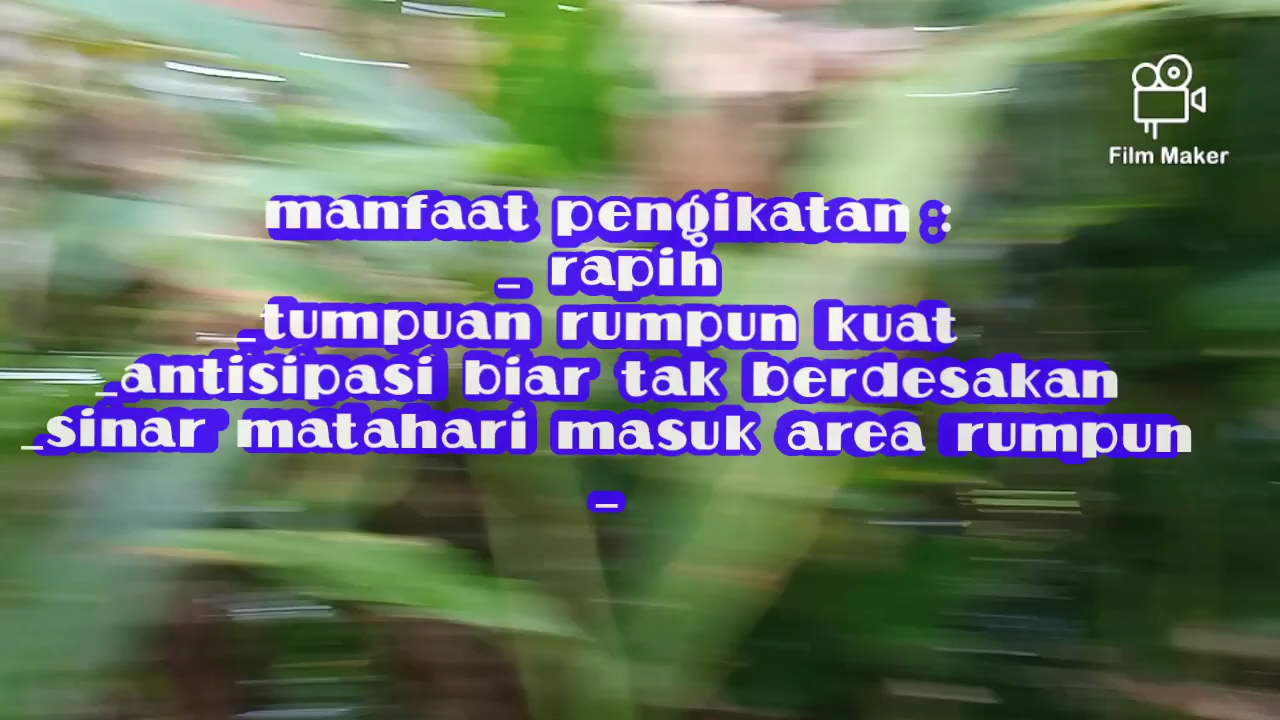 Film Maker
manfaat pengikatan :
_ rapih
_tumpuan rumpun kuat
_antisipasi biar tak berdesakan
_sinar matahari masuk area rumpun
_